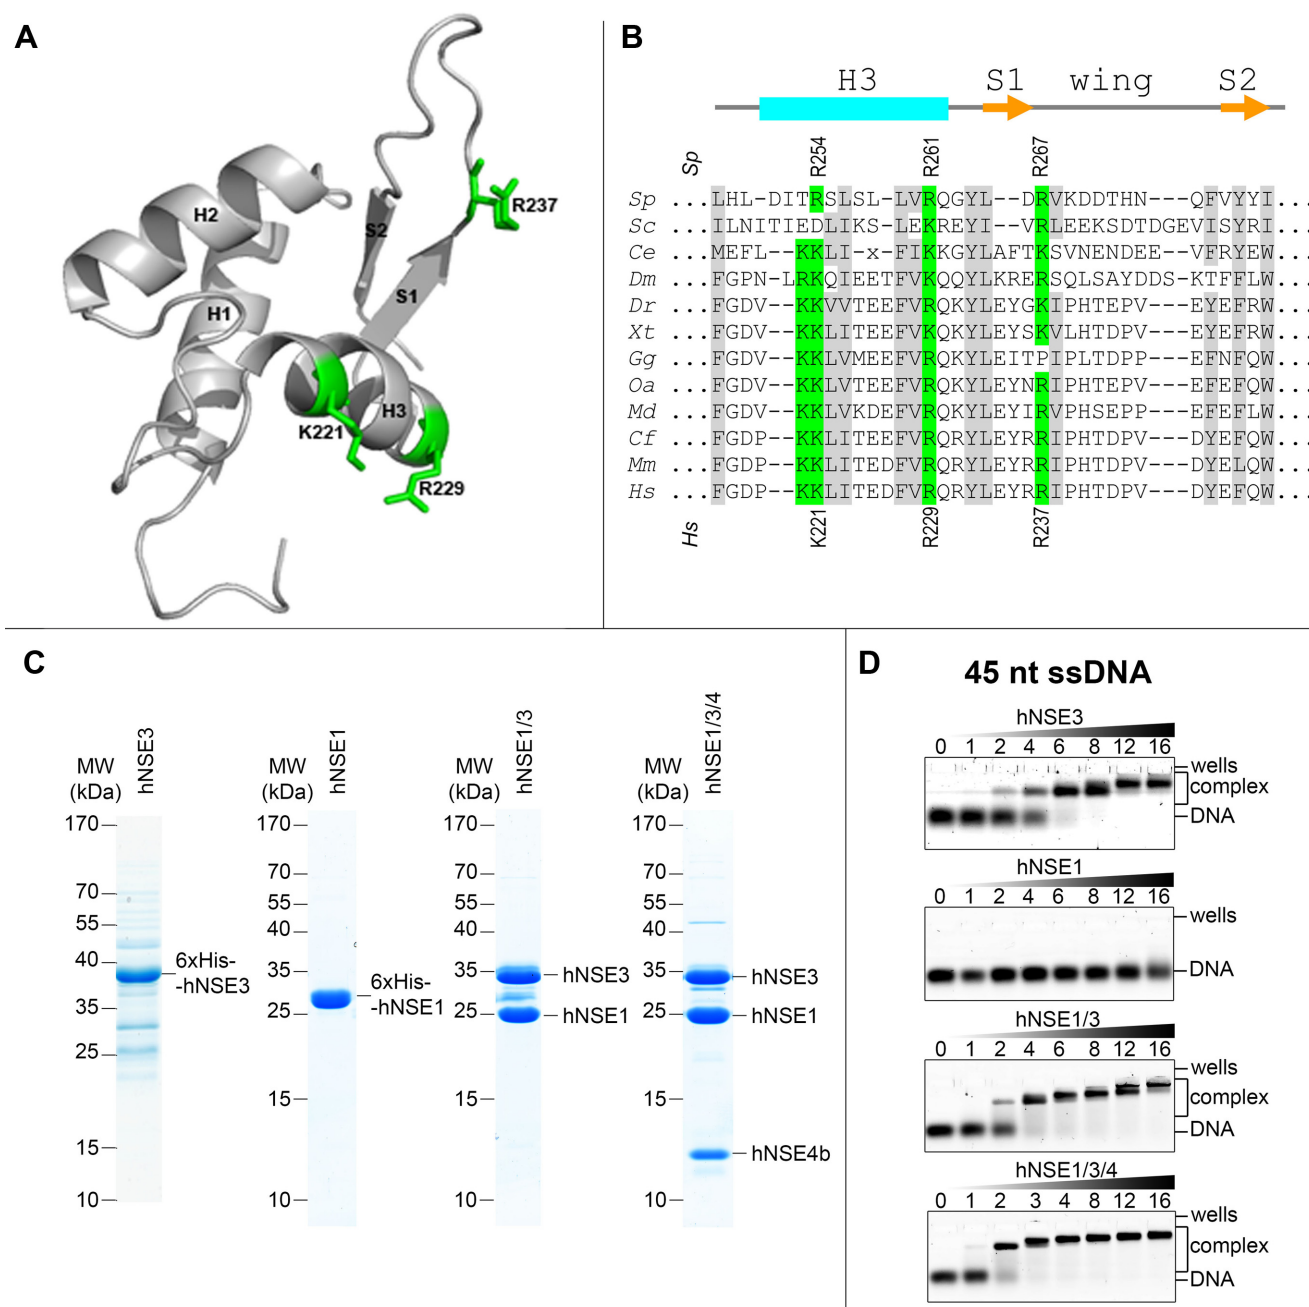 A
H2
H1
S2
S1
H3
R237
K221
R229
B
H3 S1 wing S2
Sp R254 R261 R267
Sp ...LHL-DITRSLSL-LVRQGYL--DRVKDDTHN---QFVYYI...
Sc ...ILNITIEDLIKS-LEKREYI--VRLEEKSDTDGEVISYRI...
Ce ...MEFL--KKLI-x-FIKKGYLAFTKSVNENDEE--VFRYEW...
Dm ...FGPN-LRKQIEETFVKQQYLKRERSQLSAYDDS-KTFFLW...
Dr ...FGDV--KKVVTEEFVKQKYLEYGKIPHTEPV---EYEFRW...
Xt ...FGDV--KKLITEEFVKQKYLEYSKVLHTDPV---EYEFRW...
Gg ...FGDV--KKLVMEEFVRQKYLEITPIPLTDPP---EFNFQW...
Oa ...FGDV--KKLVTEEFVRQKYLEYNRIPHTEPV---EFEFQW...
Md ...FGDV--KKLVKDEFVRQKYLEYIRVPHSEPP---EFEFLW...
Cf ...FGDP--KKLITEEFVRQRYLEYRRIPHTDPV---DYEFQW...
Mm ...FGDP--KKLITEDFVRQRYLEYRRIPHTDPV---DYELQW...
Hs ...FGDP--KKLITEDFVRQRYLEYRRIPHTDPV---DYEFQW...
Hs K221 R229 R237
C
MW
(kDa)
hNSE3
170
70
55
40
35
25
15
10
6xHis-
-hNSE3
MW
(kDa)
hNSE1
170
70
55
40
35
25
15
10
6xHis-
-hNSE1
MW
(kDa)
hNSE1/3
170
70
55
40
35
25
15
10
hNSE3
hNSE1
MW
(kDa)
hNSE1/3/4
170
70
55
40
35
25
15
10
hNSE3
hNSE1
hNSE4b
D
45 nt ssDNA
hNSE3
0 1 2 4 6 8 12 16
wells
complex
DNA
hNSE1
0 1 2 4 6 8 12 16
wells
DNA
hNSE1/3
0 1 2 4 6 8 12 16
wells
complex
DNA
hNSE1/3/4
0 1 2 3 4 8 12 16
wells
complex
DNA